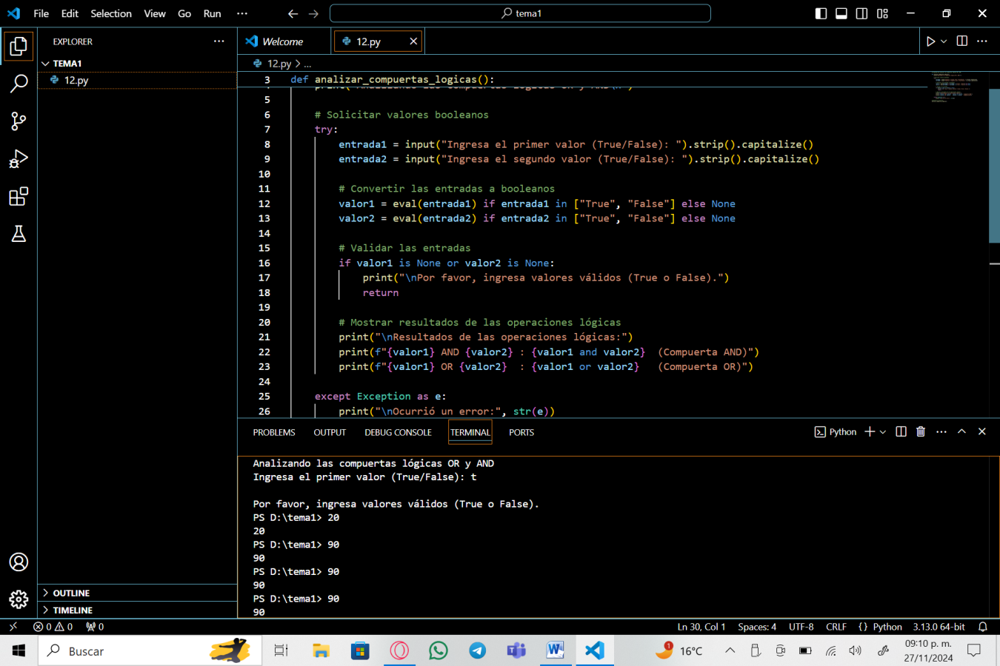 File Edit Selection View Go Run ··· tema1
EXPLORER ···
TEMA1
12.py
OUTLINE
TIMELINE
Welcome 12.py
12.py > ...
3 def analizar_compuertas_logicas():
5
6 # Solicitar valores booleanos
7 try:
8 entrada1 = input("Ingresa el primer valor (True/False): ").strip().capitalize()
9 entrada2 = input("Ingresa el segundo valor (True/False): ").strip().capitalize()
10
11 # Convertir las entradas a booleanos
12 valor1 = eval(entrada1) if entrada1 in ["True", "False"] else None
13 valor2 = eval(entrada2) if entrada2 in ["True", "False"] else None
14
15 # Validar las entradas
16 if valor1 is None or valor2 is None:
17 print("\nPor favor, ingresa valores válidos (True o False).")
18 return
19
20 # Mostrar resultados de las operaciones lógicas
21 print("\nResultados de las operaciones lógicas:")
22 print(f"{valor1} AND {valor2} : {valor1 and valor2}  (Compuerta AND)")
23 print(f"{valor1} OR {valor2}  : {valor1 or valor2}   (Compuerta OR)")
24
25 except Exception as e:
26 print("\nOcurrió un error:", str(e))
PROBLEMS OUTPUT DEBUG CONSOLE TERMINAL PORTS Python
Analizando las compuertas lógicas OR y AND
Ingresa el primer valor (True/False): t
Por favor, ingresa valores válidos (True o False).
PS D:\tema1> 20
20
PS D:\tema1> 90
90
PS D:\tema1> 90
90
PS D:\tema1> 90
90
0 0 0 Ln 30, Col 1 Spaces: 4 UTF-8 CRLF {} Python 3.13.0 64-bit
Buscar 1 16°C 09:10 p. m.
27/11/2024